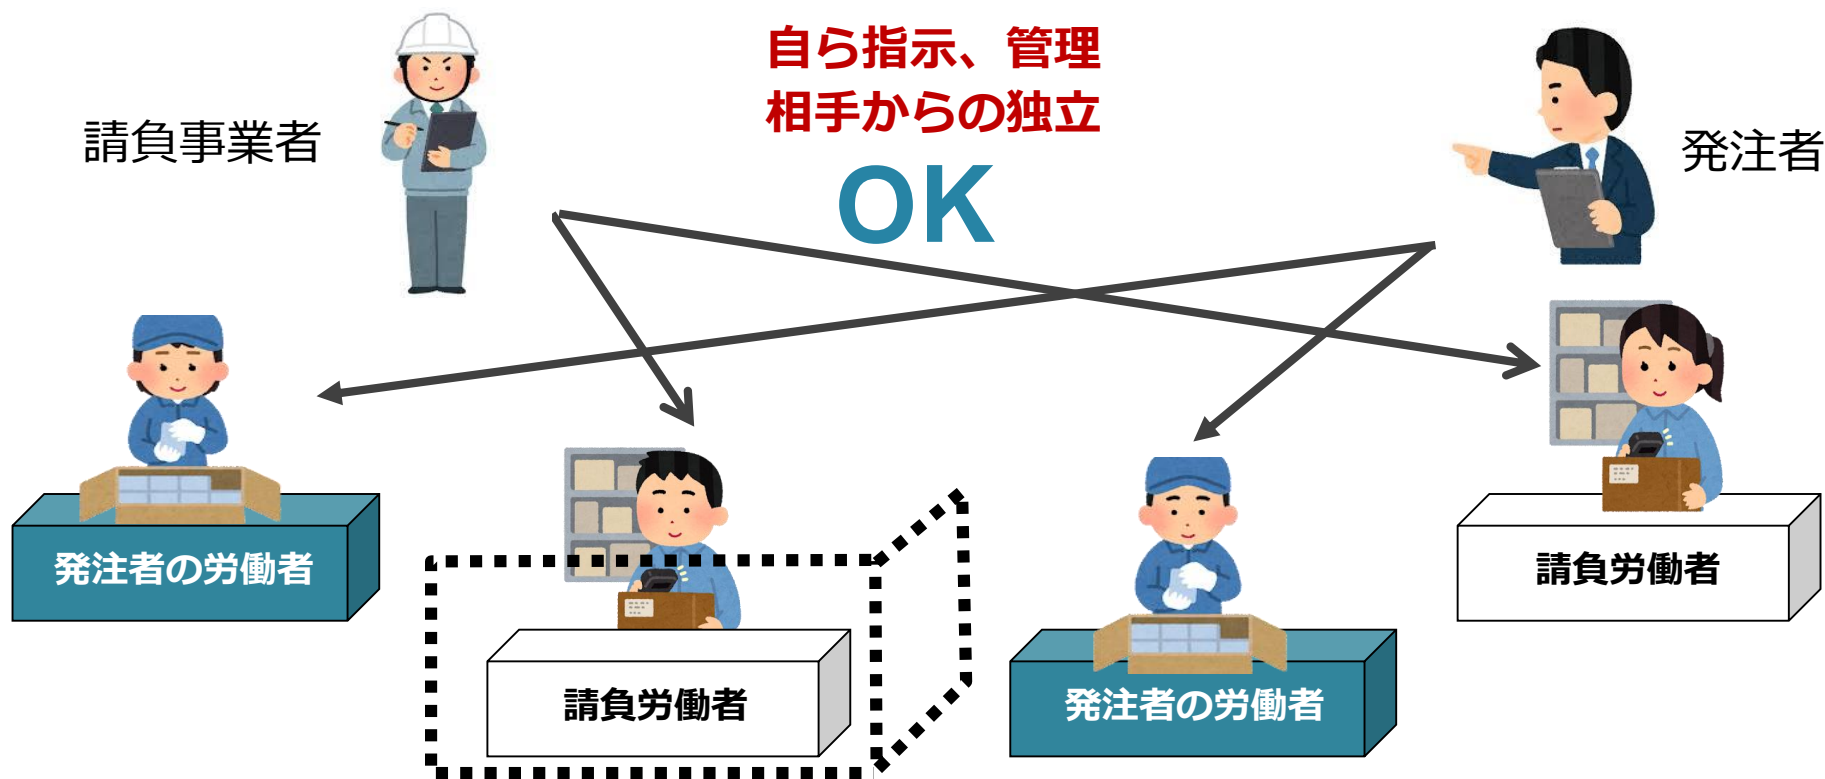 自ら指示、管理
相手からの独立
請負事業者
発注者
OK
発注者の労働者
請負労働者
請負労働者
発注者の労働者